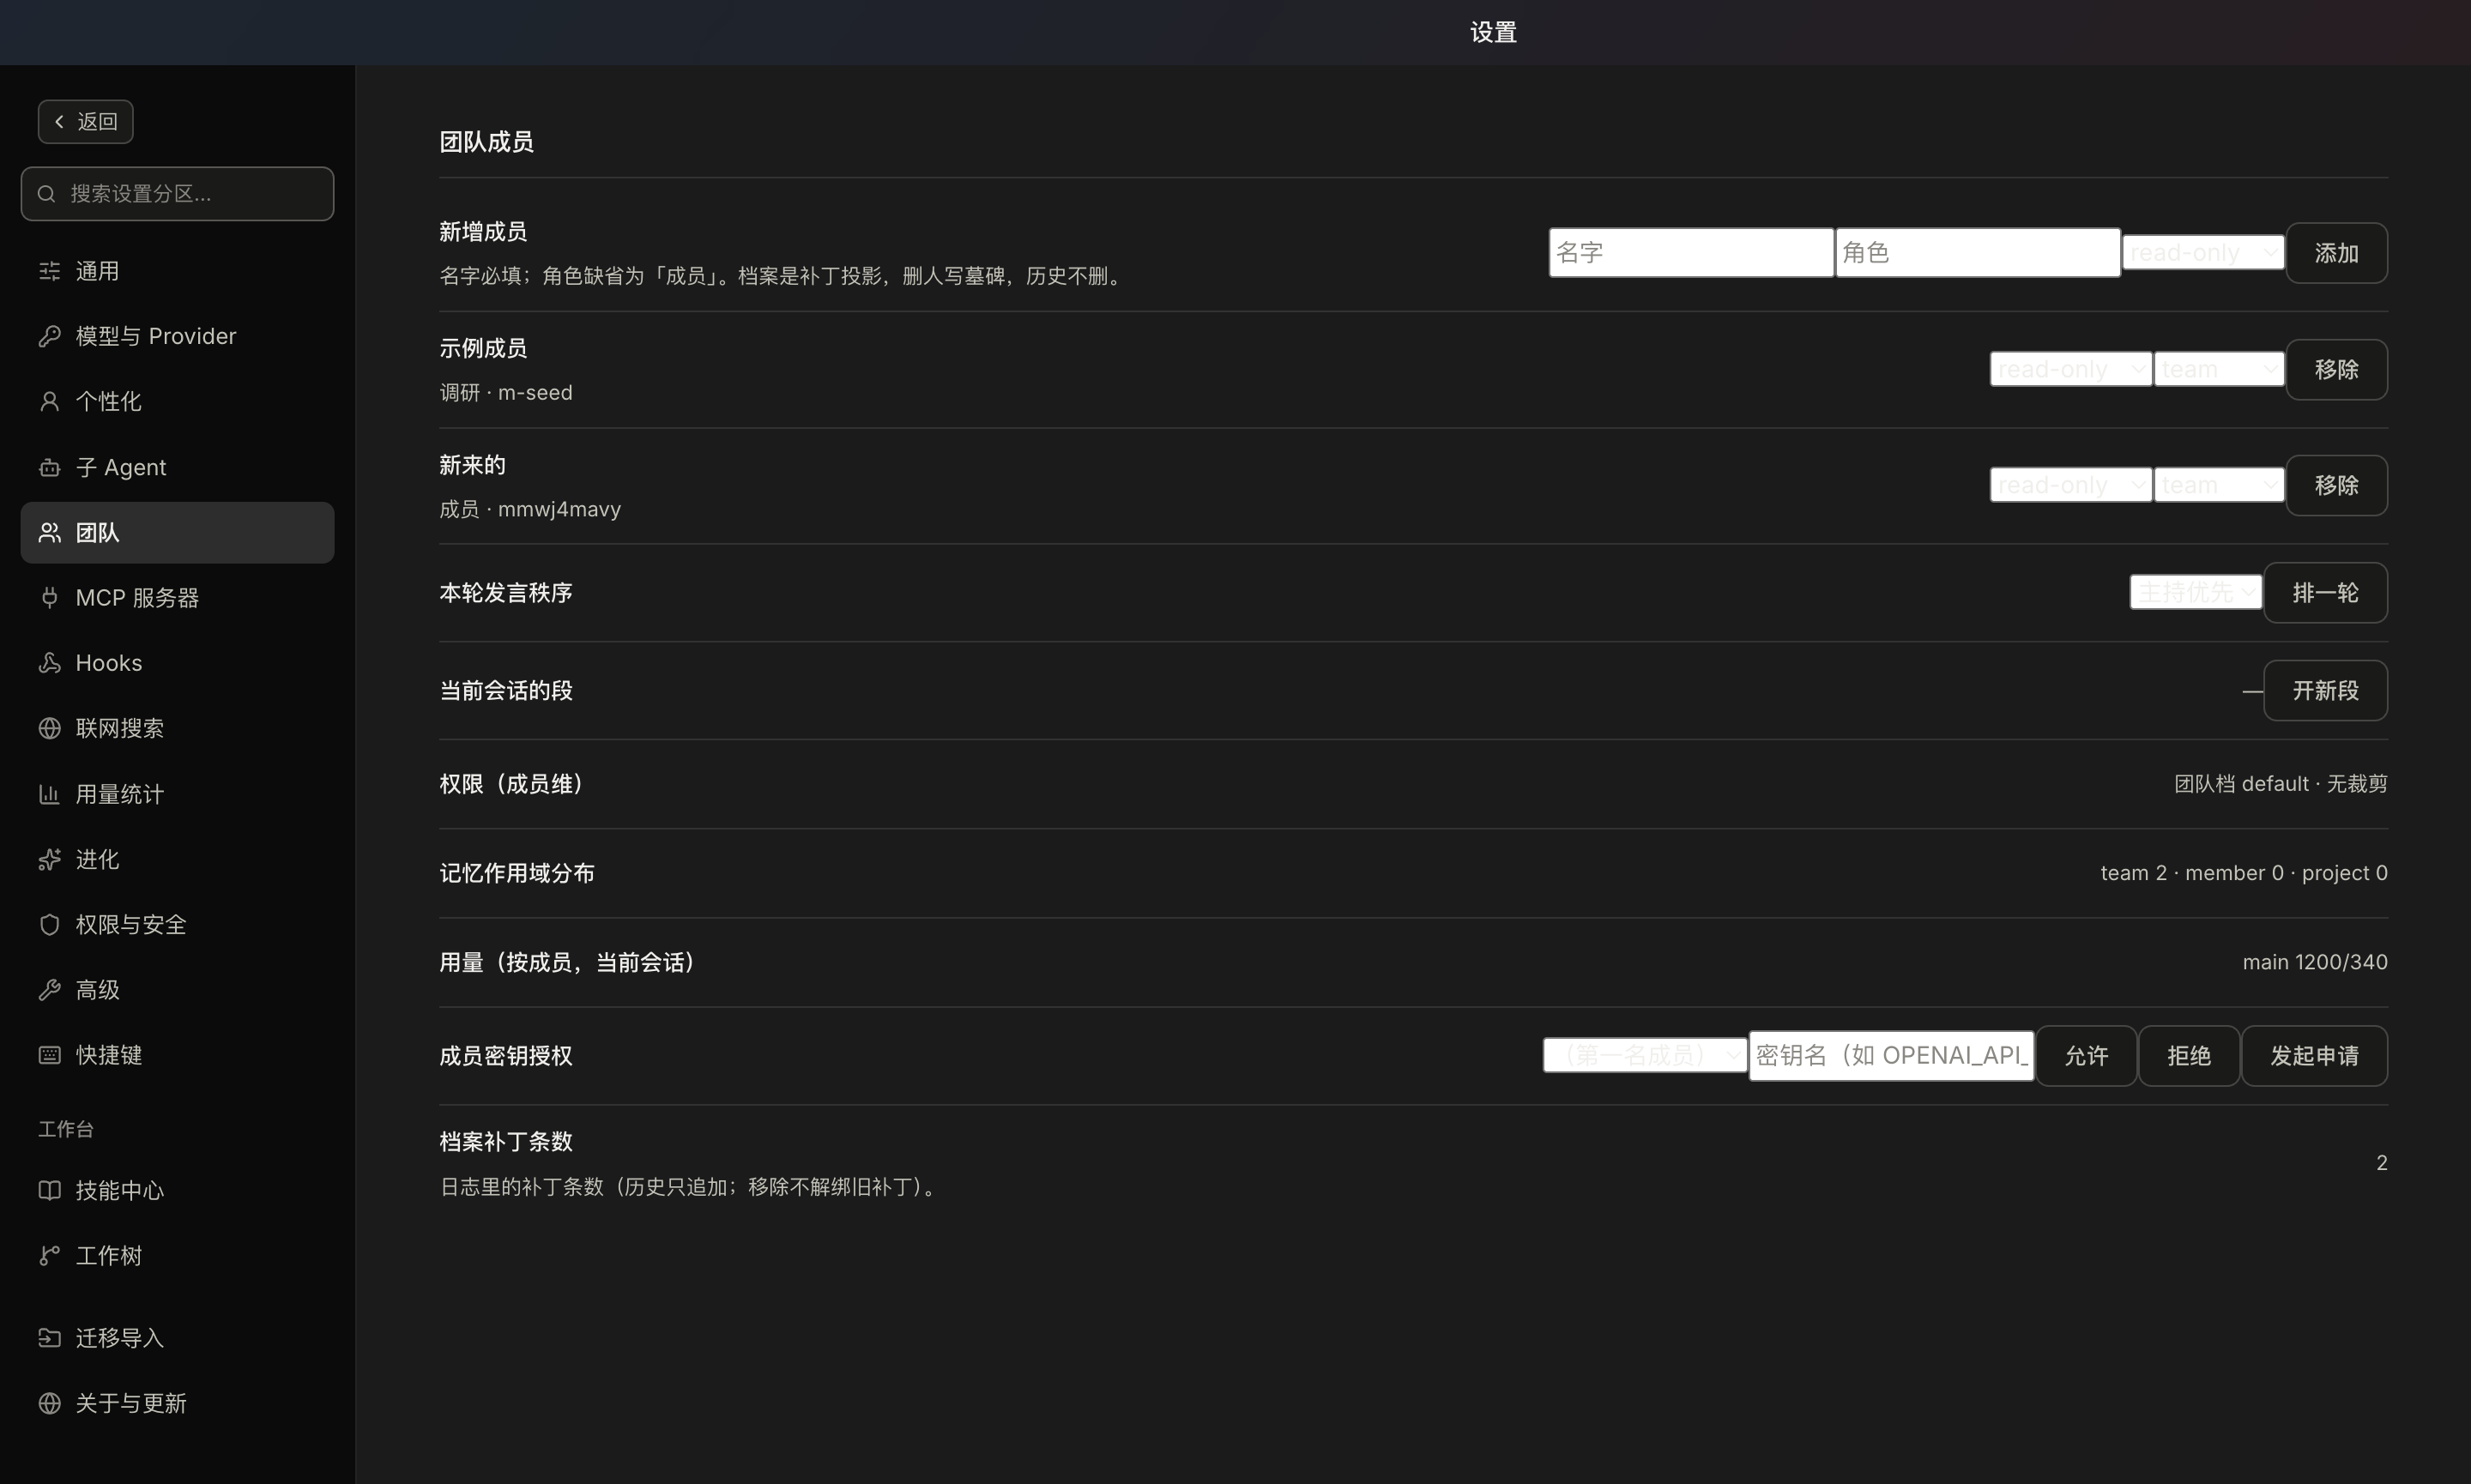 设置
返回
搜索设置分区...
通用
模型与 Provider
个性化
子 Agent
团队
MCP 服务器
Hooks
联网搜索
用量统计
进化
权限与安全
高级
快捷键
工作台
技能中心
工作树
迁移导入
关于与更新
团队成员
新增成员
名字必填；角色缺省为「成员」。档案是补丁投影，删人写墓碑，历史不删。
名字 角色 read-only 添加
示例成员
调研 · m-seed
read-only team 移除
新来的
成员 · mmwj4mavy
read-only team 移除
本轮发言秩序
主持优先 排一轮
当前会话的段
— 开新段
权限（成员维）
团队档 default · 无裁剪
记忆作用域分布
team 2 · member 0 · project 0
用量（按成员，当前会话）
main 1200/340
成员密钥授权
（第一名成员） 密钥名（如 OPENAI_API_ 允许 拒绝 发起申请
档案补丁条数
日志里的补丁条数（历史只追加；移除不解绑旧补丁）。
2